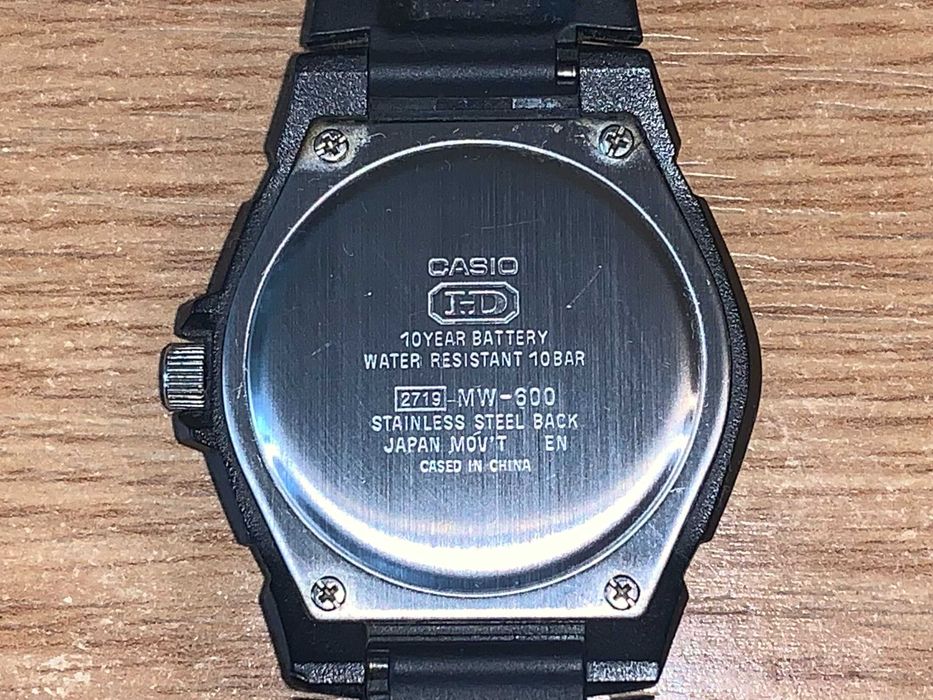 CASIO
HD
10YEAR BATTERY
WATER RESISTANT 10BAR
2719-MW-600
STAINLESS STEEL BACK
JAPAN MOV'T EN
CASED IN CHINA